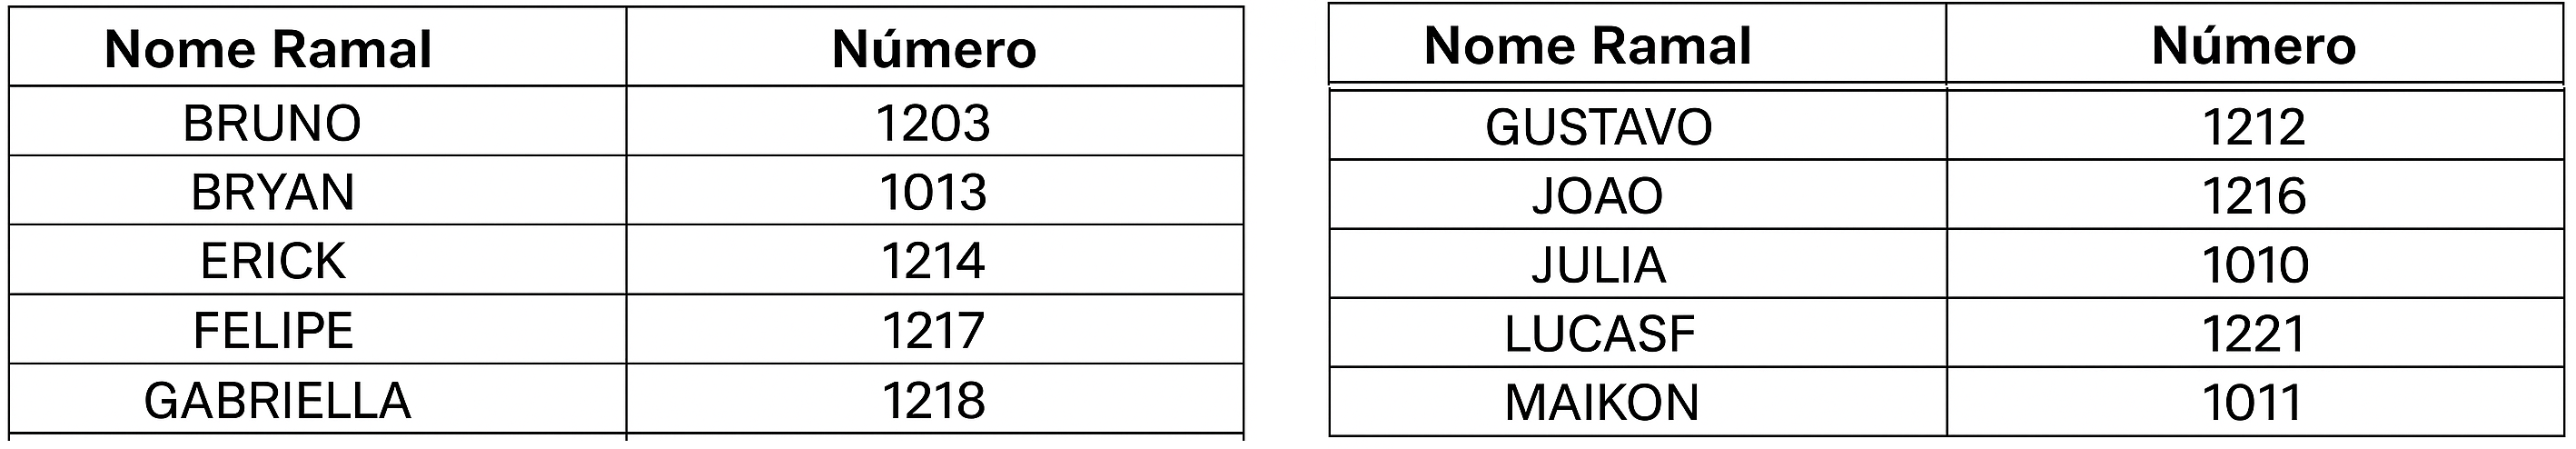 Nome Ramal Número
BRUNO 1203
BRYAN 1013
ERICK 1214
FELIPE 1217
GABRIELLA 1218
Nome Ramal Número
GUSTAVO 1212
JOAO 1216
JULIA 1010
LUCASF 1221
MAIKON 1011